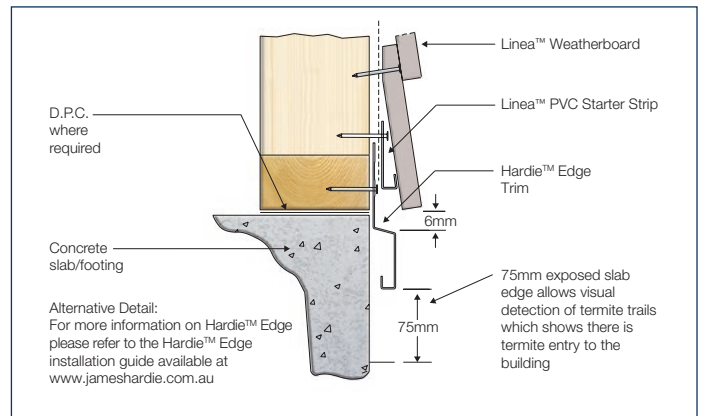 Linea™ Weatherboard
Linea™ PVC Starter Strip
D.P.C.
where
required
Hardie™ Edge
Trim
6mm
Concrete
slab/footing
75mm exposed slab
edge allows visual
detection of termite trails
which shows there is
termite entry to the
building
75mm
Alternative Detail:
For more information on Hardie™ Edge
please refer to the Hardie™ Edge
installation guide available at
www.jameshardie.com.au